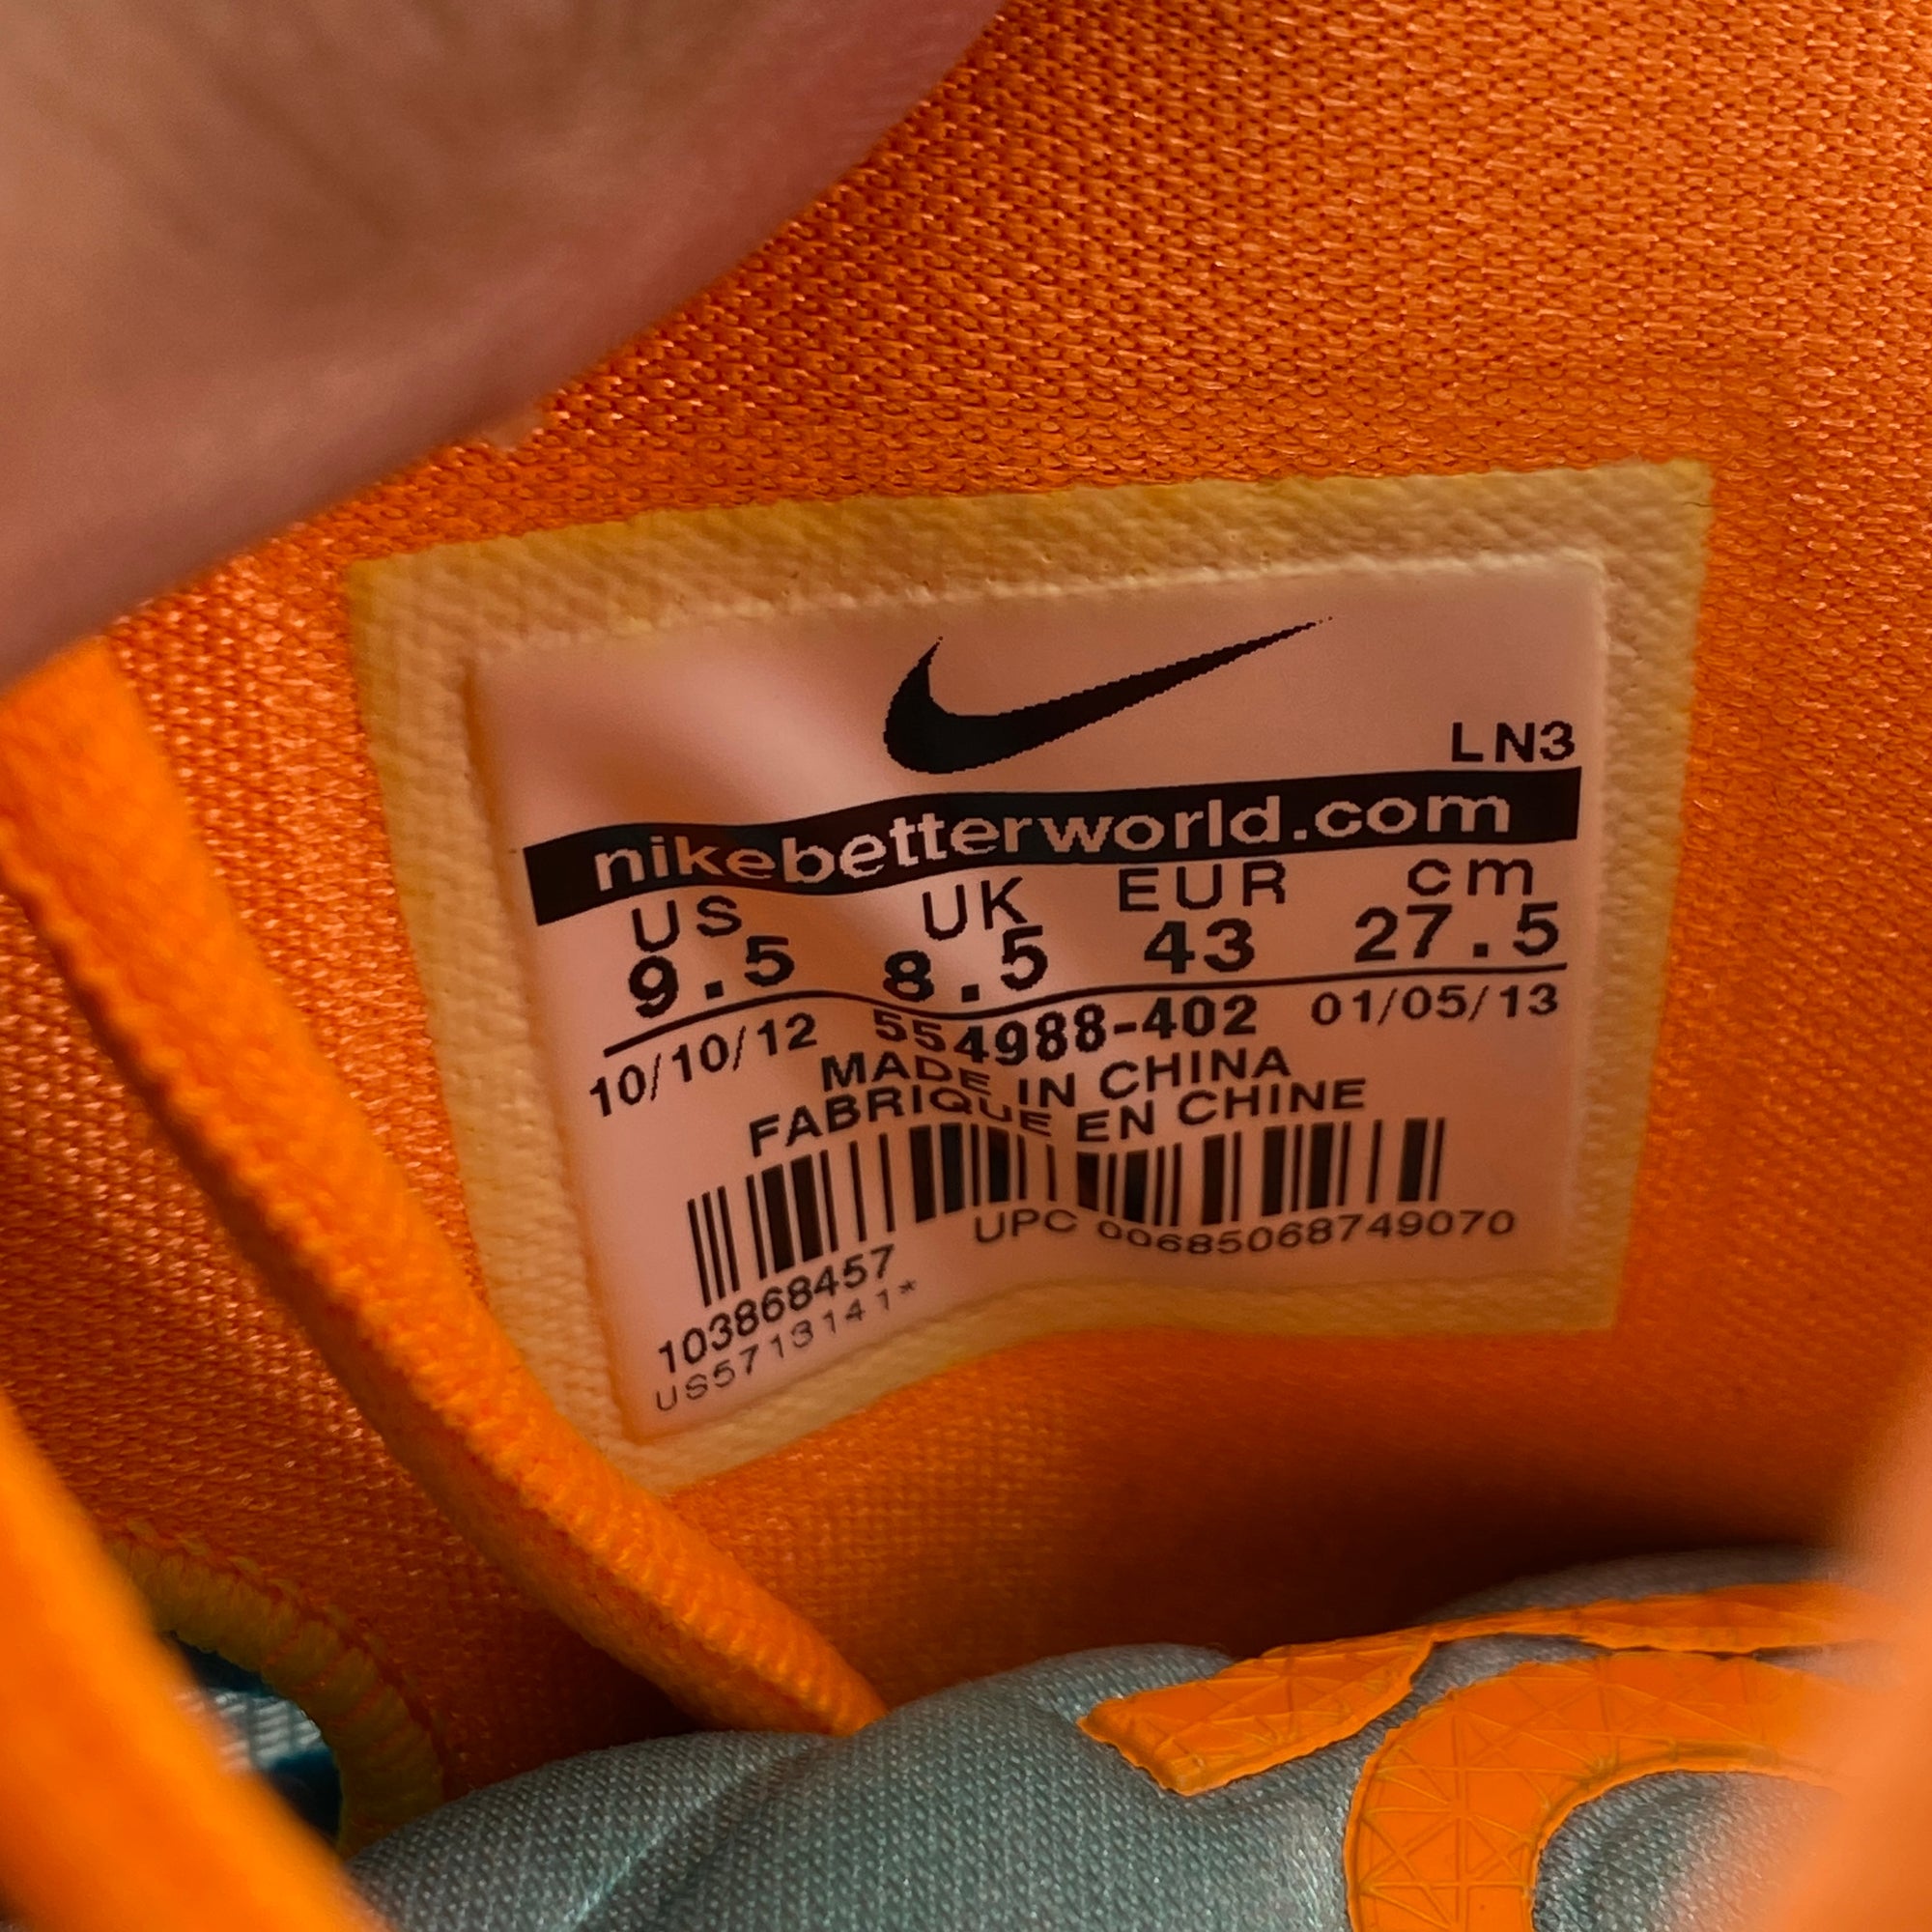 LN3
nikebetterworld.com
US UK EUR cm
9.5 8.5 43 27.5
10/10/12 554988-402 01/05/13
MADE IN CHINA
FABRIQUE EN CHINE
UPC 00685068749070
103868457
US5713141*